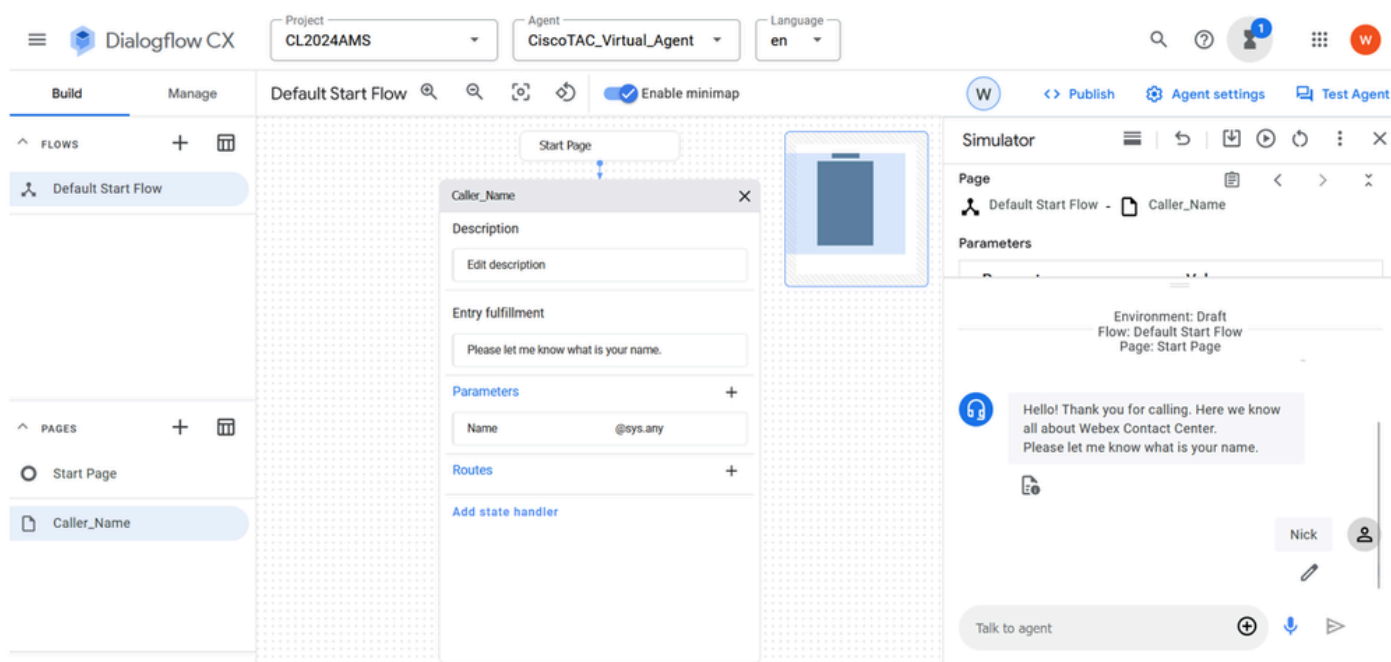 Project
Agent
Language
Dialogflow CX
CL2024AMS
CiscoTAC_Virtual_Agent
en
1
W
Build
Manage
Default Start Flow
Enable minimap
W
Publish
Agent settings
Test Agent
FLOWS
Default Start Flow
Start Page
Caller_Name
Description
Edit description
Entry fulfillment
Please let me know what is your name.
Parameters
Name
@sys.any
Routes
Add state handler
PAGES
Start Page
Caller_Name
Simulator
Page
Default Start Flow - Caller_Name
Parameters
Environment: Draft
Flow: Default Start Flow
Page: Start Page
Hello! Thank you for calling. Here we know
all about Webex Contact Center.
Please let me know what is your name.
Nick
Talk to agent